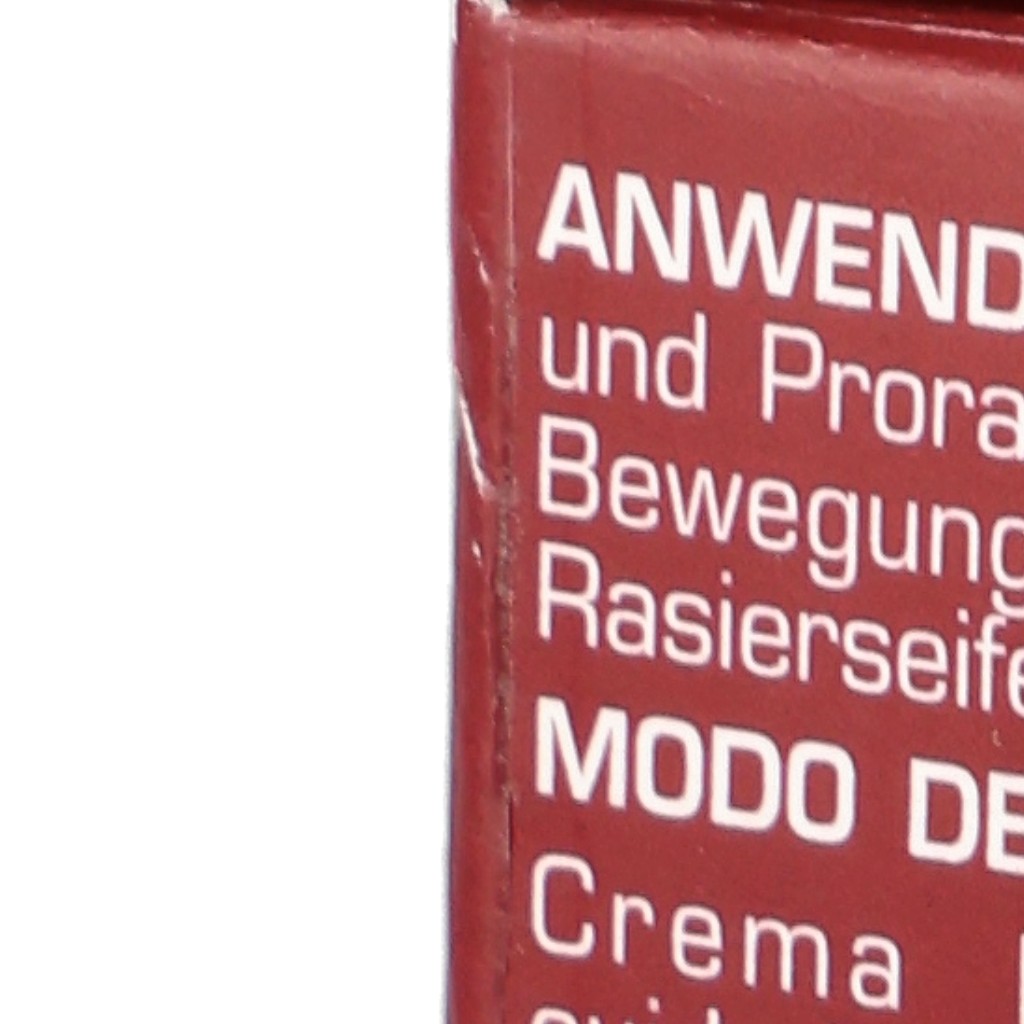 ANWEND
und Prora
Bewegung
Rasierseife
MODO DE
Crema